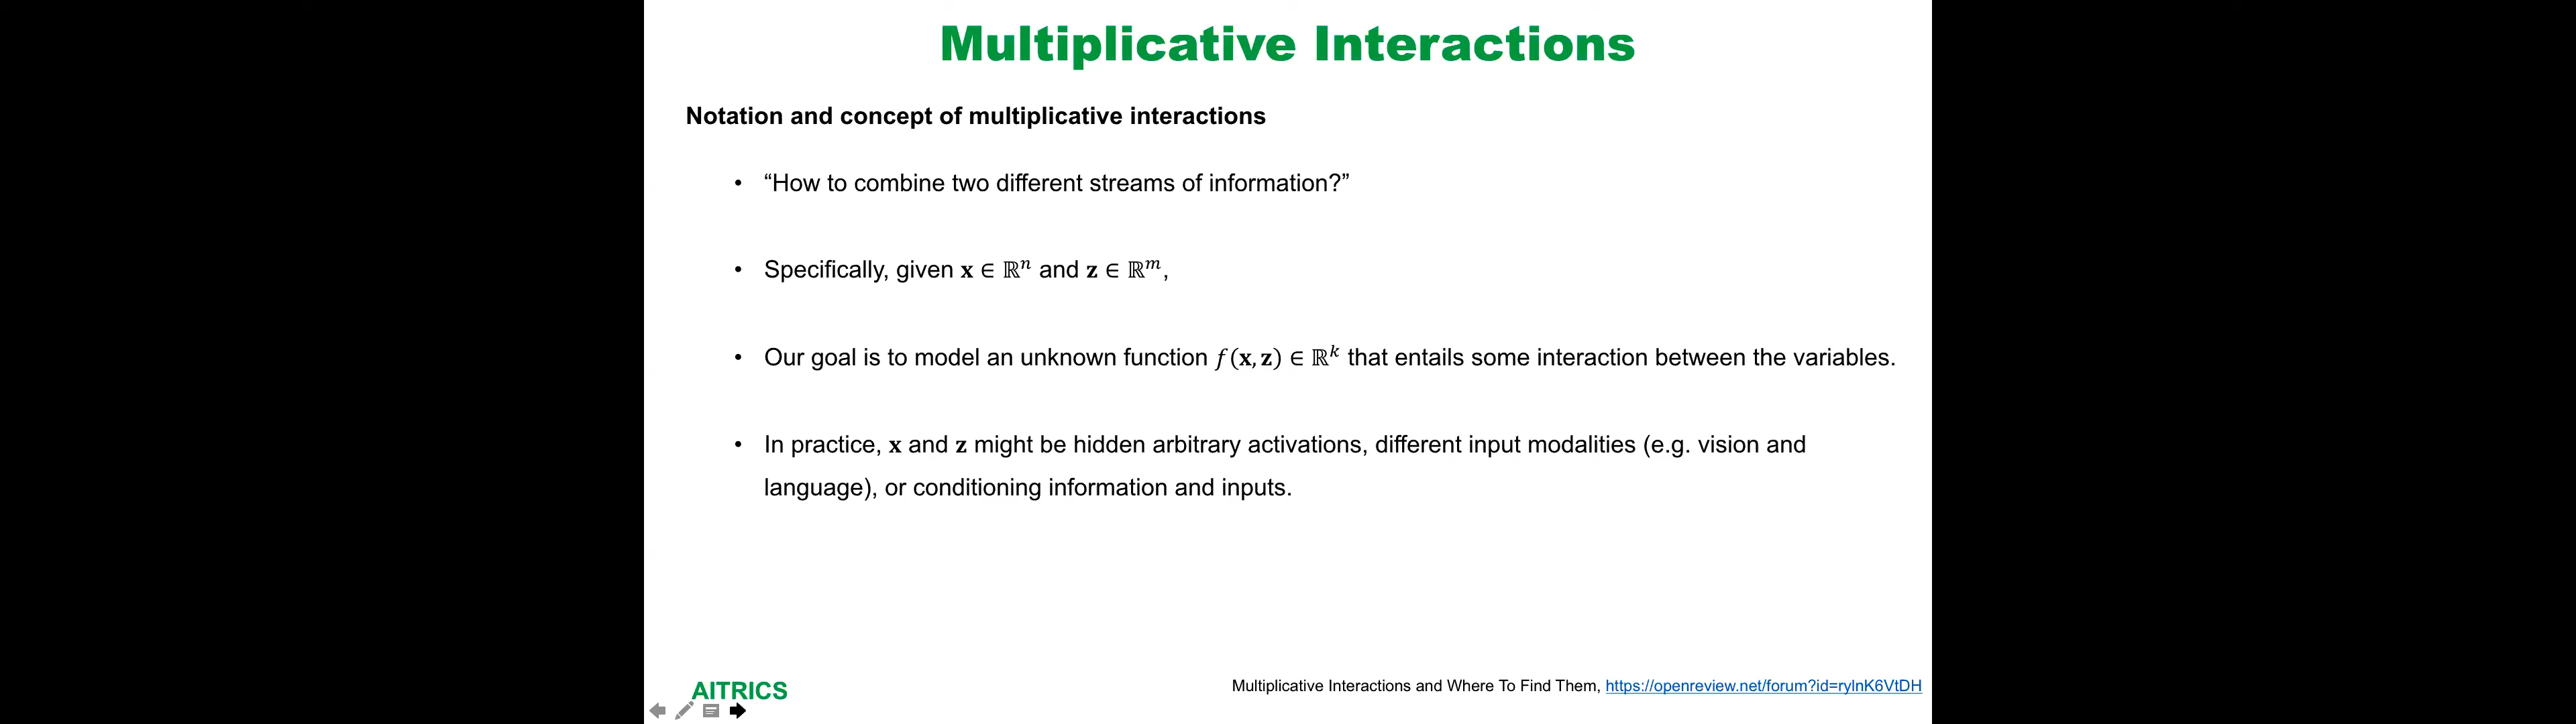 Multiplicative Interactions
Notation and concept of multiplicative interactions
• “How to combine two different streams of information?”
• Specifically, given x ∈ ℝⁿ and z ∈ ℝᵐ,
• Our goal is to model an unknown function f(x, z) ∈ ℝᵏ that entails some interaction between the variables.
• In practice, x and z might be hidden arbitrary activations, different input modalities (e.g. vision and
language), or conditioning information and inputs.
AITRICS
Multiplicative Interactions and Where To Find Them, https://openreview.net/forum?id=rylnK6VtDH